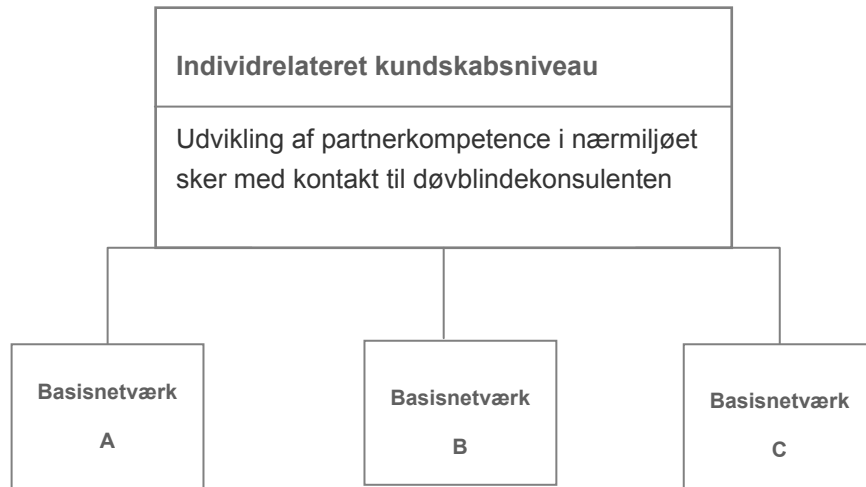 Individrelateret kundskabsniveau
Udvikling af partnerkompetence i nærmiljøet
sker med kontakt til døvblindekonsulenten
Basisnetværk
A
Basisnetværk
B
Basisnetværk
C